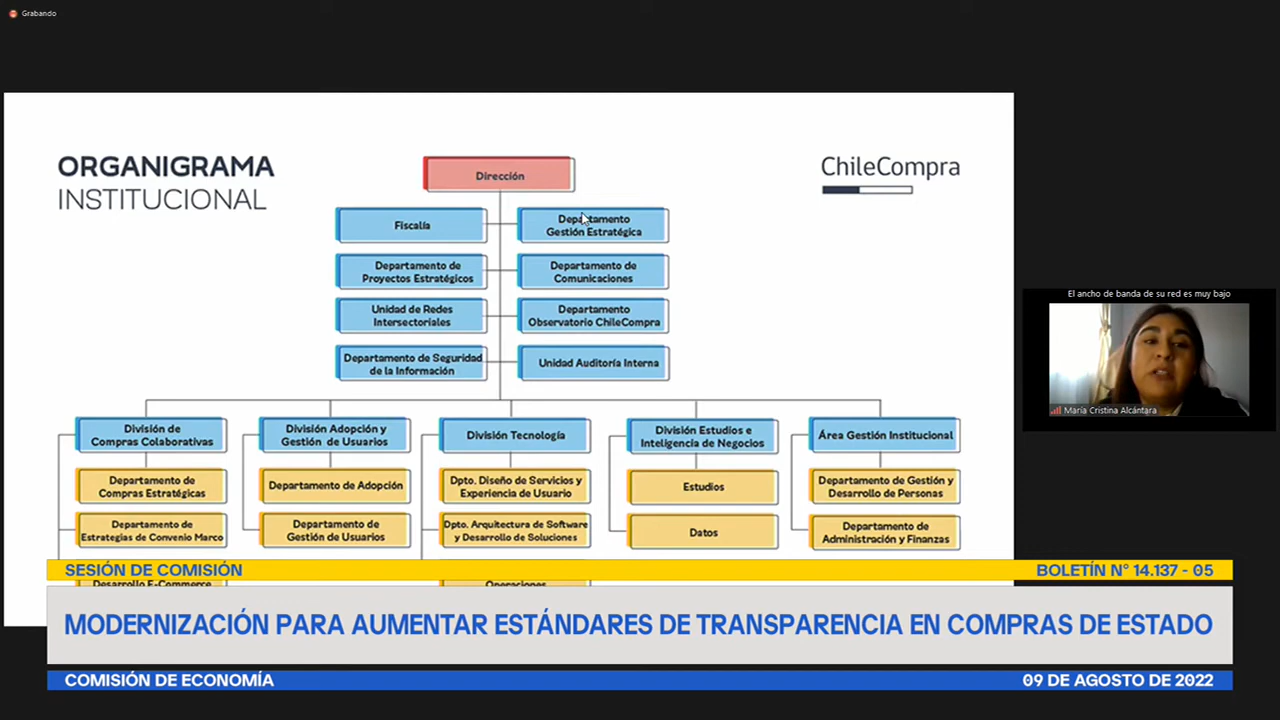 Grabando
ORGANIGRAMA
INSTITUCIONAL
ChileCompra
Dirección
Fiscalía
Departamento
Gestión Estratégica
Departamento de
Proyectos Estratégicos
Departamento de
Comunicaciones
Unidad de Redes
Intersectoriales
Departamento
Observatorio ChileCompra
Departamento de Seguridad
de la Información
Unidad Auditoría Interna
División de
Compras Colaborativas
División Adopción y
Gestión de Usuarios
División Tecnología
División Estudios e
Inteligencia de Negocios
Área Gestión Institucional
Departamento de
Compras Estratégicas
Departamento de Adopción
Dpto. Diseño de Servicios y
Experiencia de Usuario
Estudios
Departamento de Gestión y
Desarrollo de Personas
Departamento de
Estrategias de Convenio Marco
Departamento de
Gestión de Usuarios
Dpto. Arquitectura de Software
y Desarrollo de Soluciones
Datos
Departamento de
Administración y Finanzas
Desarrollo E-Commerce
Operaciones
El ancho de banda de su red es muy bajo
María Cristina Alcántara
SESIÓN DE COMISIÓN
BOLETÍN N° 14.137 - 05
MODERNIZACIÓN PARA AUMENTAR ESTÁNDARES DE TRANSPARENCIA EN COMPRAS DE ESTADO
COMISIÓN DE ECONOMÍA
09 DE AGOSTO DE 2022